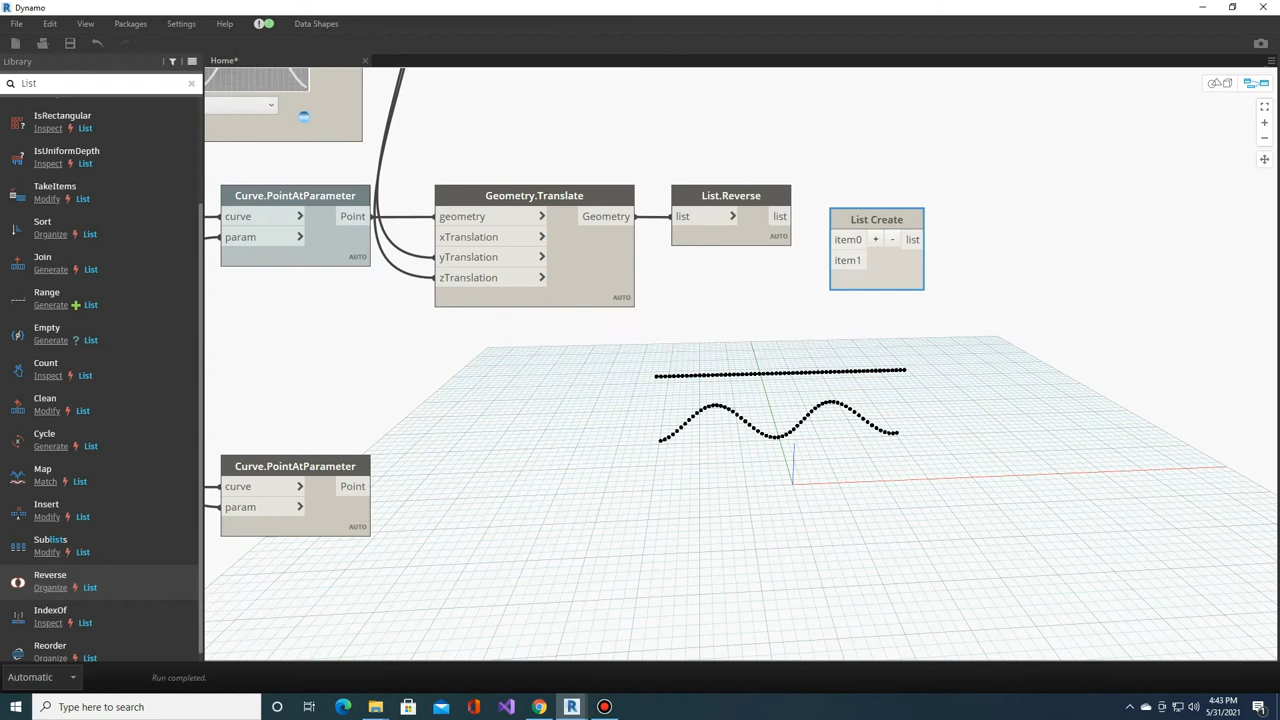 Dynamo
File Edit View Packages Settings Help Data Shapes
Library
Home*
List
IsRectangular
Inspect List
IsUniformDepth
Modify List
TakeItems
Modify List
Sort
Organize List
Join
Generate List
Range
Generate List
Empty
Generate ? List
Count
Inspect List
Clean
Modify List
Cycle
Generate List
Map
Match List
Insert
Modify List
Sublists
Modify List
Reverse
Organize List
IndexOf
Inspect List
Reorder
Organize List
Curve.PointAtParameter
curve > Point
param >
AUTO
Geometry.Translate
geometry > Geometry
xTranslation >
yTranslation >
zTranslation >
AUTO
List.Reverse
list > list
AUTO
List Create
item0 + - list
item1
Curve.PointAtParameter
curve > Point
param >
AUTO
Automatic
Run completed.
Type here to search
4:43 PM
5/31/2021